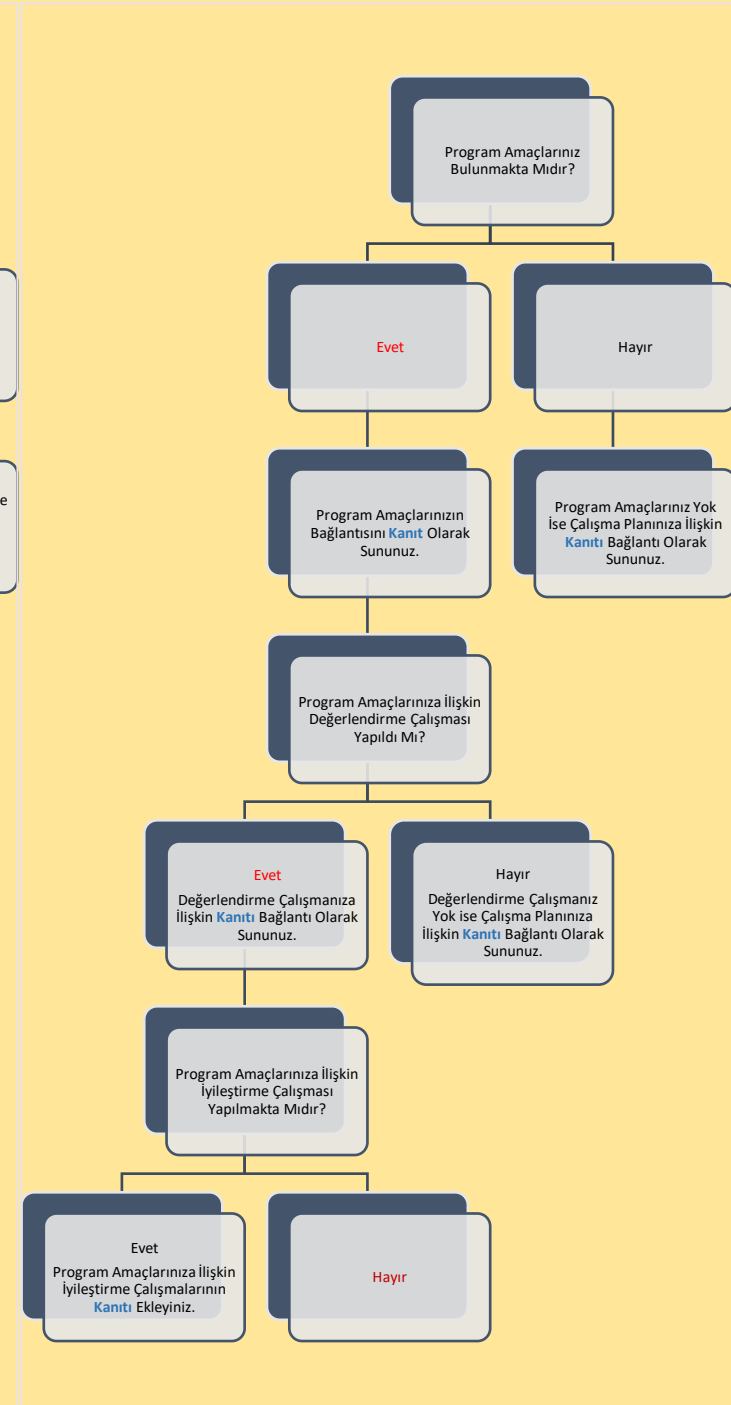 Program Amaçlarınız
Bulunmakta Mıdır?
Evet
Hayır
Program Amaçlarınızın
Bağlantısını Kanıt Olarak
Sununuz.
Program Amaçlarınız Yok
İse Çalışma Planınıza İlişkin
Kanıtı Bağlantı Olarak
Sununuz.
e
Program Amaçlarınıza İlişkin
Değerlendirme Çalışması
Yapıldı Mı?
Evet
Değerlendirme Çalışmanıza
İlişkin Kanıtı Bağlantı Olarak
Sununuz.
Hayır
Değerlendirme Çalışmanız
Yok ise Çalışma Planınıza
İlişkin Kanıtı Bağlantı Olarak
Sununuz.
Program Amaçlarınıza İlişkin
İyileştirme Çalışması
Yapılmakta Mıdır?
Evet
Program Amaçlarınıza İlişkin
İyileştirme Çalışmalarının
Kanıtı Ekleyiniz.
Hayır